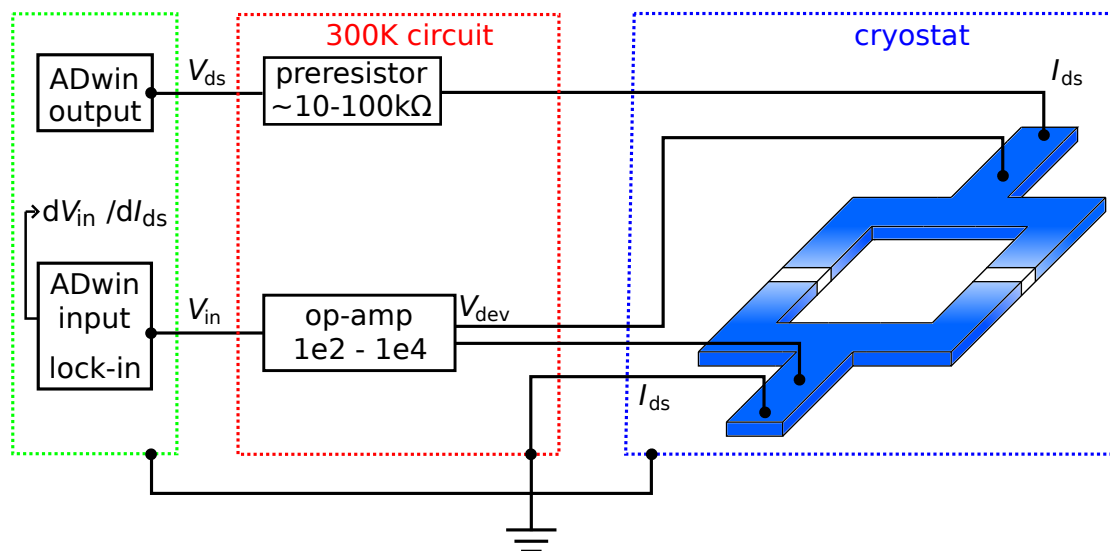 300K circuit
cryostat
ADwin
output
V_ds
preresistor
~10-100kΩ
I_ds
dV_in /dI_ds
ADwin
input
lock-in
V_in
op-amp
1e2 - 1e4
V_dev
I_ds